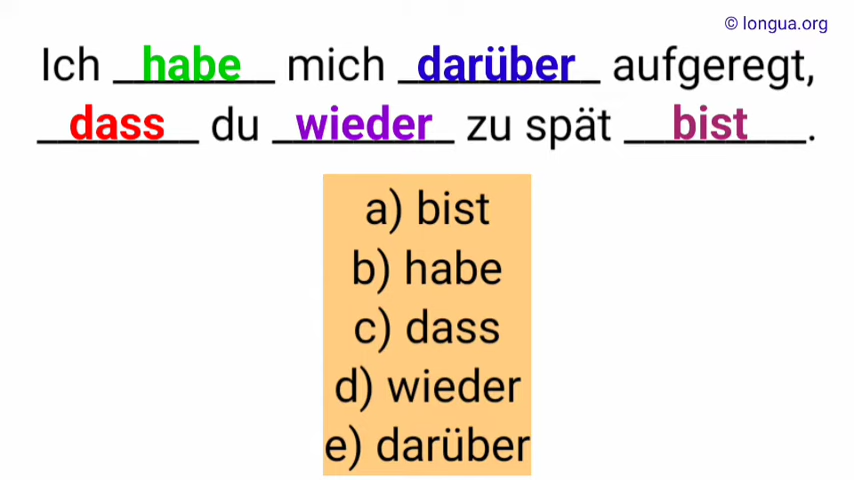 © longua.org
Ich habe mich darüber aufgeregt,
dass du wieder zu spät bist.
a) bist
b) habe
c) dass
d) wieder
e) darüber